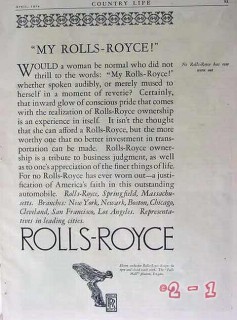 COUNTRY LIFE
"MY ROLLS-ROYCE!"
WOULD a woman be normal who did not
thrill to the words: "My Rolls-Royce!"
whether spoken audibly, or merely mused to
herself in a moment of reverie? Certainly,
that inward glow of conscious pride that comes
with the realization of Rolls-Royce ownership
is an experience in itself. It isn't the thought
that she can afford a Rolls-Royce, but the more
worthy one that no better investment in trans-
portation can be made. Rolls-Royce owner-
ship is a tribute to business judgment, as well
as to one's appreciation of the finer things of life.
For no Rolls-Royce has ever worn out—a justi-
fication of America's faith in this outstanding
automobile. Rolls-Royce, Springfield, Massachu-
setts. Branches: New York, Newark, Boston, Chicago,
Cleveland, San Francisco, Los Angeles. Representa-
tives in leading cities.
No Rolls-Royce has ever
worn out
ROLLS-ROYCE
RR
#2-1